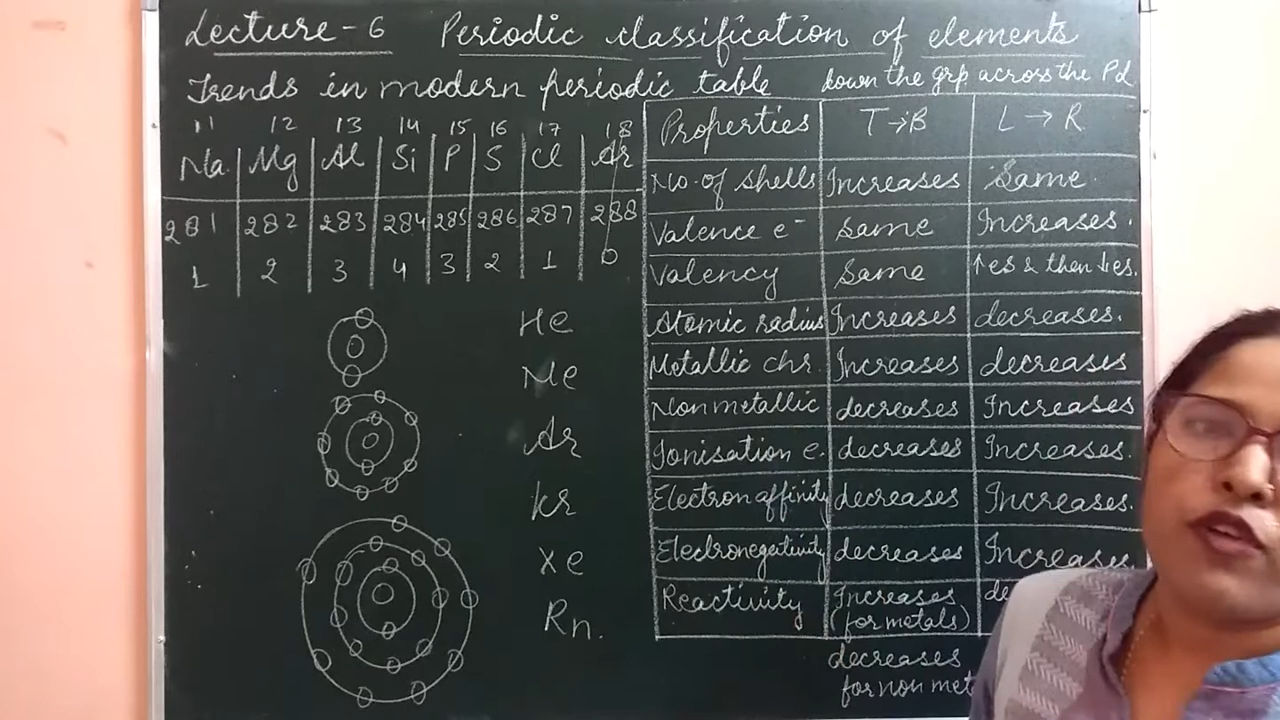 Lecture-6 Periodic classification of elements
Trends in modern periodic table
11 12 13 14 15 16 17 18
Na Mg Al Si P S Cl Ar
281 282 283 284 285 286 287 288
1 2 3 4 3 2 1 0
He
Ne
Ar
Kr
Xe
Rn.
down the grp across the Pd
Properties T→B L→R
No. of shells Increases Same
Valence e⁻ Same Increases.
Valency Same ↑es & then ↓es.
Atomic radius Increases decreases.
Metallic chr. Increases decreases
Non metallic decreases Increases
Ionisation e. decreases Increases.
Electron affinity decreases Increases.
Electronegativity decreases Increases
Reactivity Increases de
(for metals)
decreases
for non met